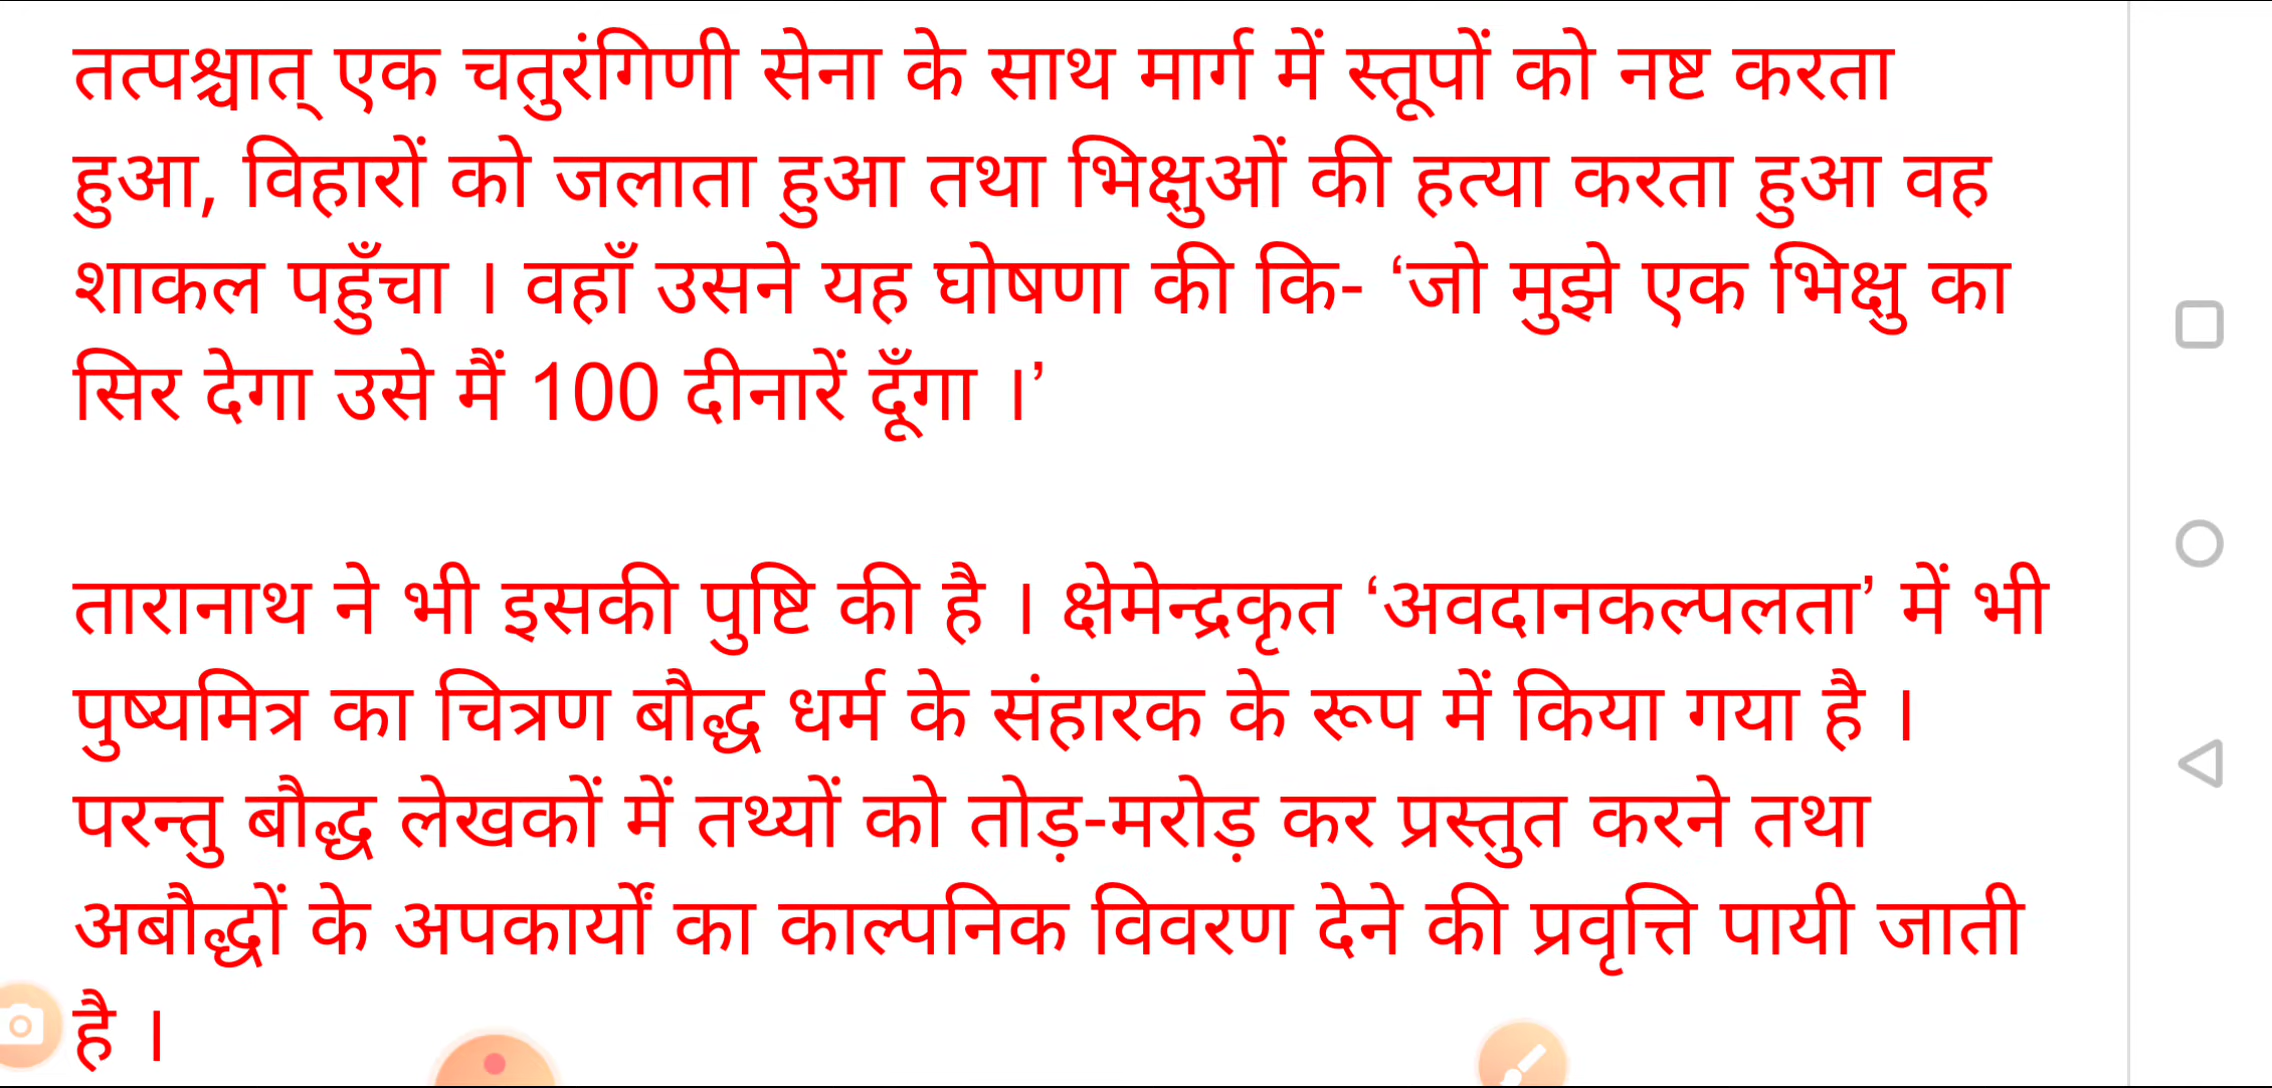 तत्पश्चात् एक चतुरंगिणी सेना के साथ मार्ग में स्तूपों को नष्ट करता
हुआ, विहारों को जलाता हुआ तथा भिक्षुओं की हत्या करता हुआ वह
शाकल पहुँचा । वहाँ उसने यह घोषणा की कि- ‘जो मुझे एक भिक्षु का
सिर देगा उसे मैं 100 दीनारें दूँगा ।’
तारानाथ ने भी इसकी पुष्टि की है । क्षेमेन्द्रकृत ‘अवदानकल्पलता’ में भी
पुष्यमित्र का चित्रण बौद्ध धर्म के संहारक के रूप में किया गया है ।
परन्तु बौद्ध लेखकों में तथ्यों को तोड़-मरोड़ कर प्रस्तुत करने तथा
अबौद्धों के अपकार्यों का काल्पनिक विवरण देने की प्रवृत्ति पायी जाती
है ।